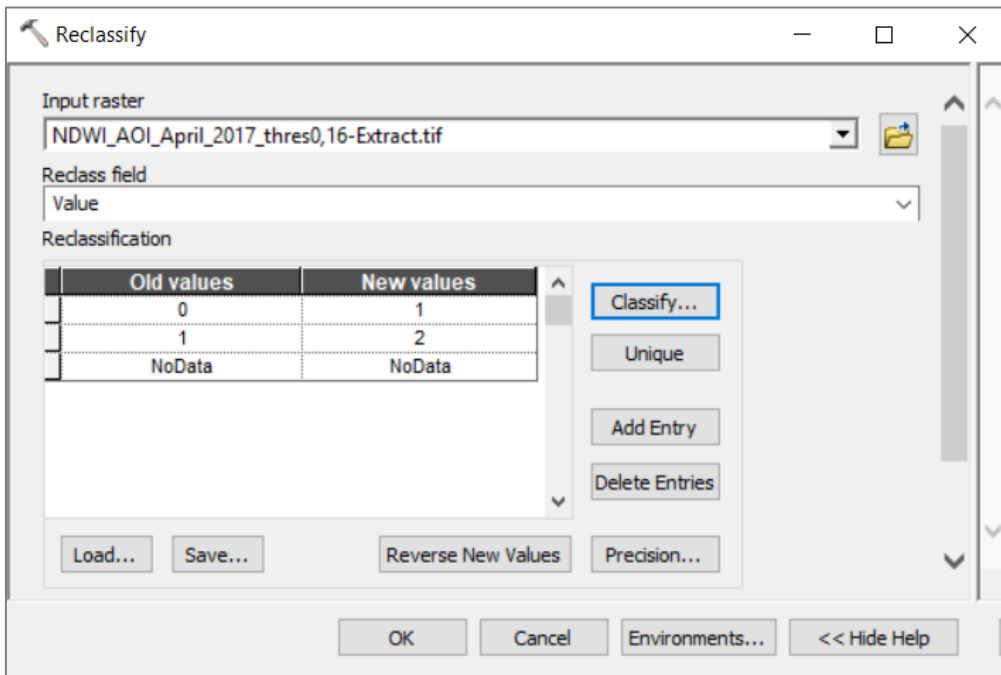 Reclassify
Input raster
NDWI_AOI_April_2017_thres0,16-Extract.tif
Reclass field
Value
Reclassification
Old values New values
0 1
1 2
NoData NoData
Classify...
Unique
Add Entry
Delete Entries
Load... Save... Reverse New Values Precision...
OK Cancel Environments... << Hide Help